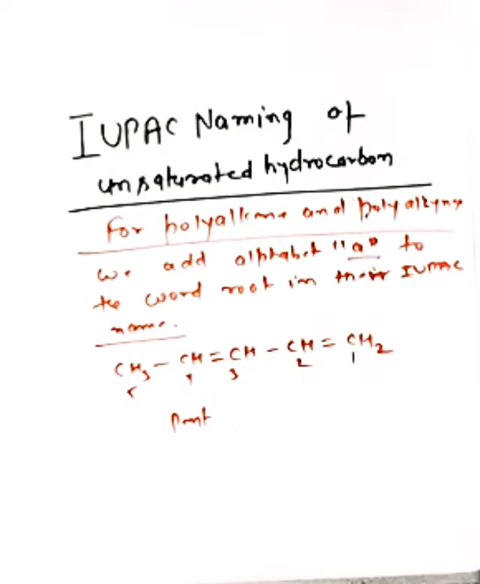 IUPAC Naming of
unsaturated hydrocarbon
For polyalkene and polyalkyne
we add alphabet "a" to
the word root in their IUPAC
name.
CH3 - CH = CH - CH = CH2
5 4 3 2 1
Pent